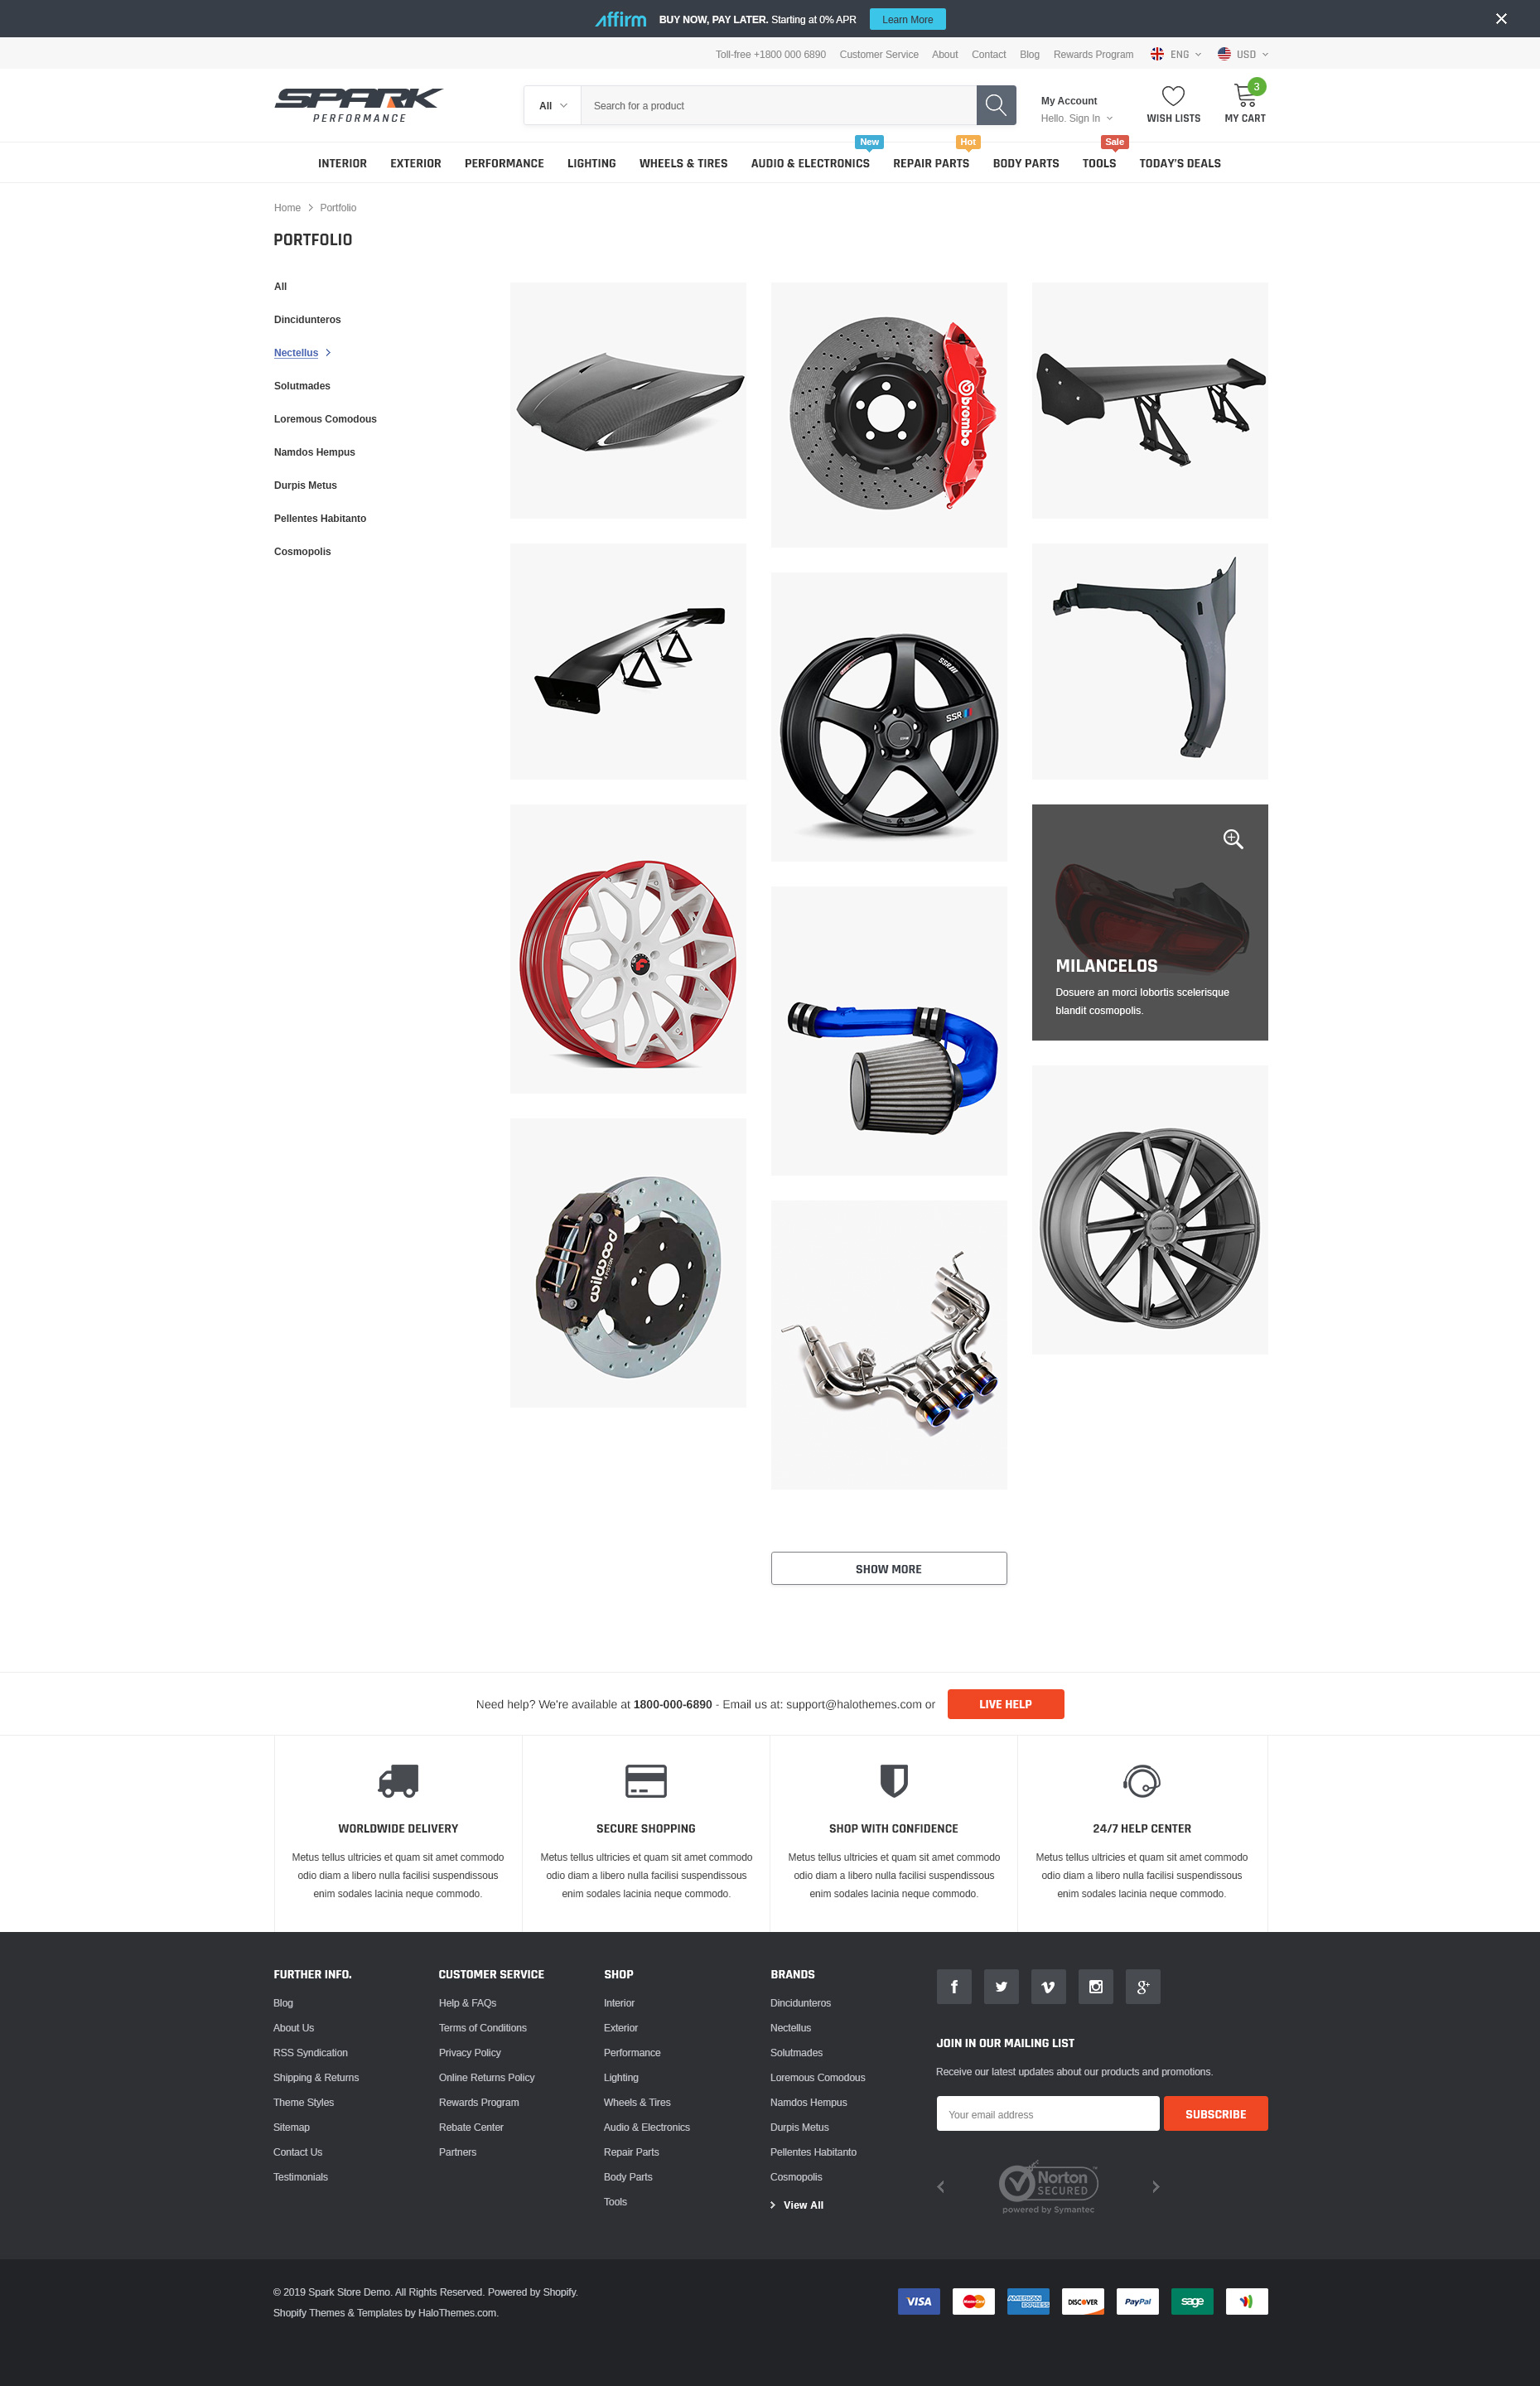 affirm BUY NOW, PAY LATER. Starting at 0% APR Learn More
Toll-free +1800 000 6890 Customer Service About Contact Blog Rewards Program ENG USD
SPARK
PERFORMANCE
All Search for a product
My Account
Hello. Sign In
WISH LISTS
3
MY CART
New Hot Sale
INTERIOR EXTERIOR PERFORMANCE LIGHTING WHEELS & TIRES AUDIO & ELECTRONICS REPAIR PARTS BODY PARTS TOOLS TODAY'S DEALS
Home Portfolio
PORTFOLIO
All
Dincidunteros
Nectellus
Solutmades
Loremous Comodous
Namdos Hempus
Durpis Metus
Pellentes Habitanto
Cosmopolis
brembo
SSR
SSR
MILANCELOS
Dosuere an morci lobortis scelerisque
blandit cosmopolis.
wilwood
4 PISTON
SHOW MORE
Need help? We're available at 1800-000-6890 - Email us at: support@halothemes.com or LIVE HELP
WORLDWIDE DELIVERY
Metus tellus ultricies et quam sit amet commodo
odio diam a libero nulla facilisi suspendissous
enim sodales lacinia neque commodo.
SECURE SHOPPING
Metus tellus ultricies et quam sit amet commodo
odio diam a libero nulla facilisi suspendissous
enim sodales lacinia neque commodo.
SHOP WITH CONFIDENCE
Metus tellus ultricies et quam sit amet commodo
odio diam a libero nulla facilisi suspendissous
enim sodales lacinia neque commodo.
24/7 HELP CENTER
Metus tellus ultricies et quam sit amet commodo
odio diam a libero nulla facilisi suspendissous
enim sodales lacinia neque commodo.
FURTHER INFO.
Blog
About Us
RSS Syndication
Shipping & Returns
Theme Styles
Sitemap
Contact Us
Testimonials
CUSTOMER SERVICE
Help & FAQs
Terms of Conditions
Privacy Policy
Online Returns Policy
Rewards Program
Rebate Center
Partners
SHOP
Interior
Exterior
Performance
Lighting
Wheels & Tires
Audio & Electronics
Repair Parts
Body Parts
Tools
BRANDS
Dincidunteros
Nectellus
Solutmades
Loremous Comodous
Namdos Hempus
Durpis Metus
Pellentes Habitanto
Cosmopolis
View All
JOIN IN OUR MAILING LIST
Receive our latest updates about our products and promotions.
Your email address SUBSCRIBE
Norton
SECURED
powered by Symantec
© 2019 Spark Store Demo. All Rights Reserved. Powered by Shopify.
Shopify Themes & Templates by HaloThemes.com.
VISA MasterCard AMERICAN EXPRESS DISCOVER PayPal sage